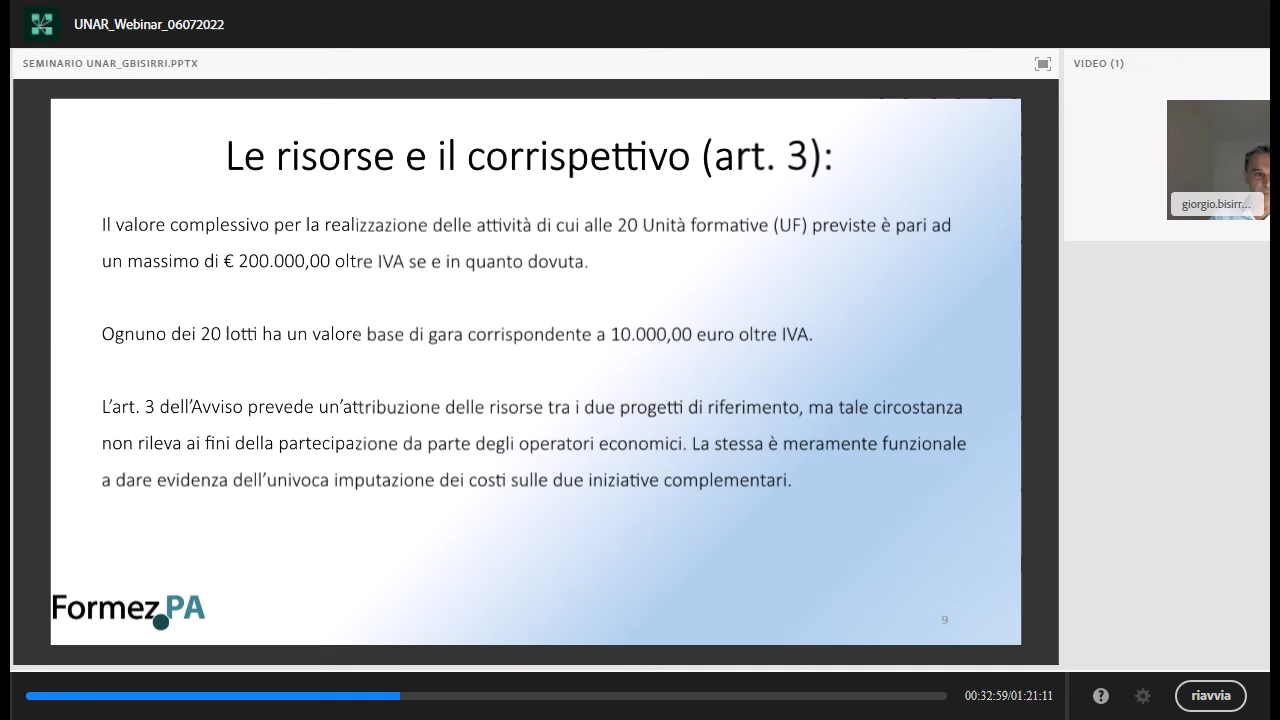 UNAR_Webinar_06072022
SEMINARIO UNAR_GBISIRRI.PPTX
VIDEO (1)
Le risorse e il corrispettivo (art. 3):
Il valore complessivo per la realizzazione delle attività di cui alle 20 Unità formative (UF) previste è pari ad
un massimo di € 200.000,00 oltre IVA se e in quanto dovuta.
Ognuno dei 20 lotti ha un valore base di gara corrispondente a 10.000,00 euro oltre IVA.
L’art. 3 dell’Avviso prevede un’attribuzione delle risorse tra i due progetti di riferimento, ma tale circostanza
non rileva ai fini della partecipazione da parte degli operatori economici. La stessa è meramente funzionale
a dare evidenza dell’univoca imputazione dei costi sulle due iniziative complementari.
giorgio.bisirr...
Formez PA
9
00:32:59/01:21:11
?
riavvia